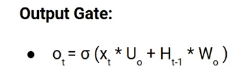 Output Gate:
● o_t = σ (x_t * U_o + H_t-1 * W_o )